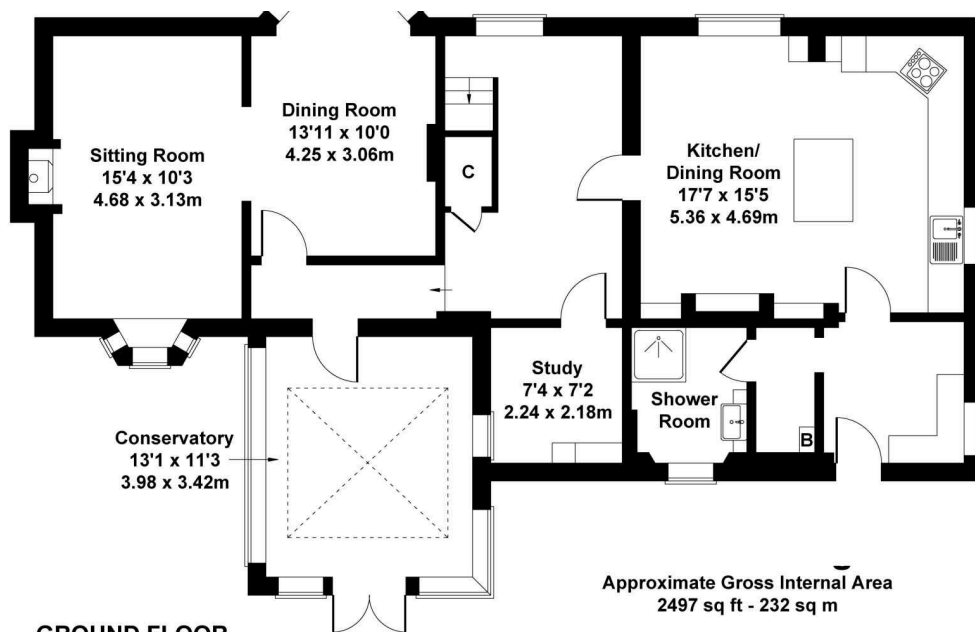 Dining Room
13'11 x 10'0
4.25 x 3.06m
Sitting Room
15'4 x 10'3
4.68 x 3.13m
C
Kitchen/
Dining Room
17'7 x 15'5
5.36 x 4.69m
Study
7'4 x 7'2
2.24 x 2.18m
Shower
Room
B
Conservatory
13'1 x 11'3
3.98 x 3.42m
Approximate Gross Internal Area
2497 sq ft - 232 sq m
GROUND FLOOR